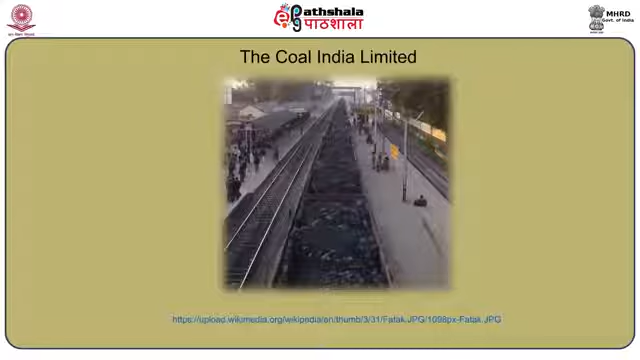 ePathshala
पाठशाला
MHRD
Govt. of India
The Coal India Limited
https://upload.wikimedia.org/wikipedia/en/thumb/3/31/Fatak.JPG/1098px-Fatak.JPG